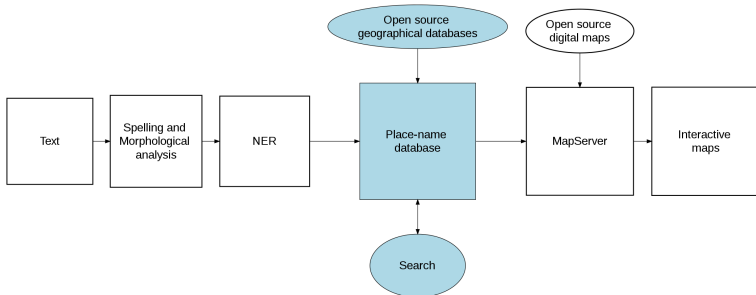 Open source
geographical databases
Open source
digital maps
Text
Spelling and
Morphological
analysis
NER
Place-name
database
MapServer
Interactive
maps
Search